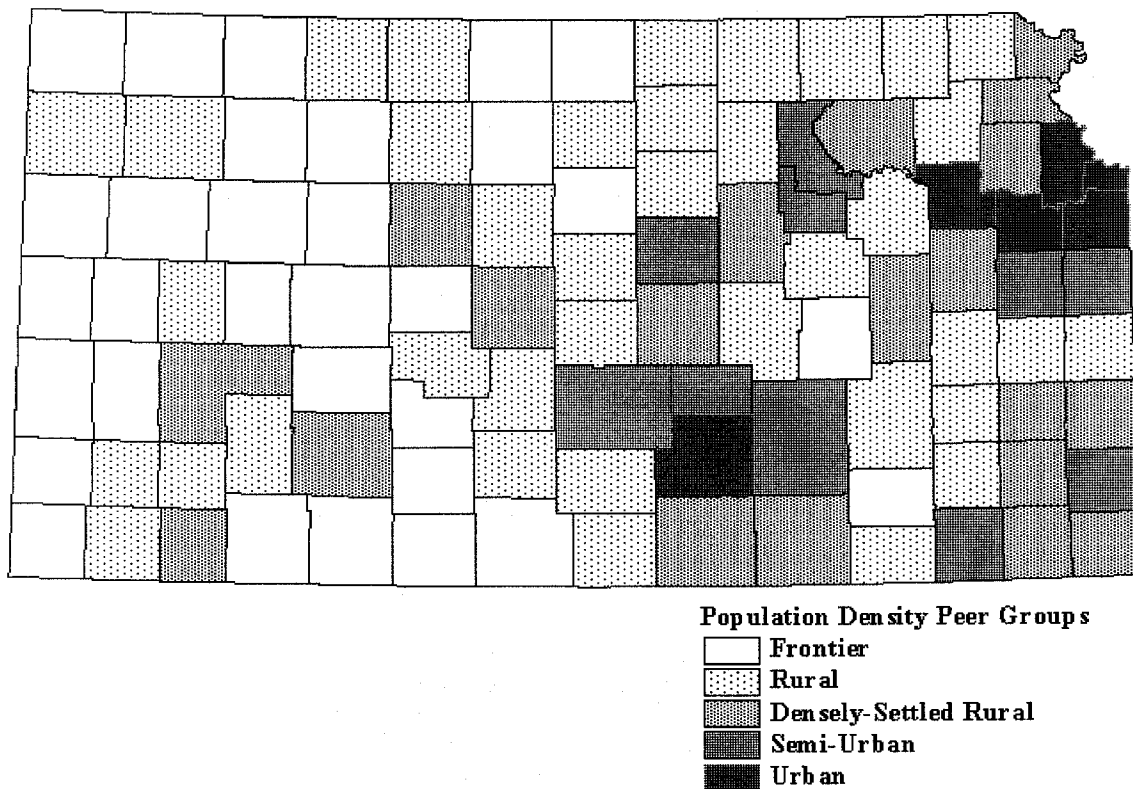 Population Density Peer Groups
Frontier
Rural
Densely-Settled Rural
Semi-Urban
Urban